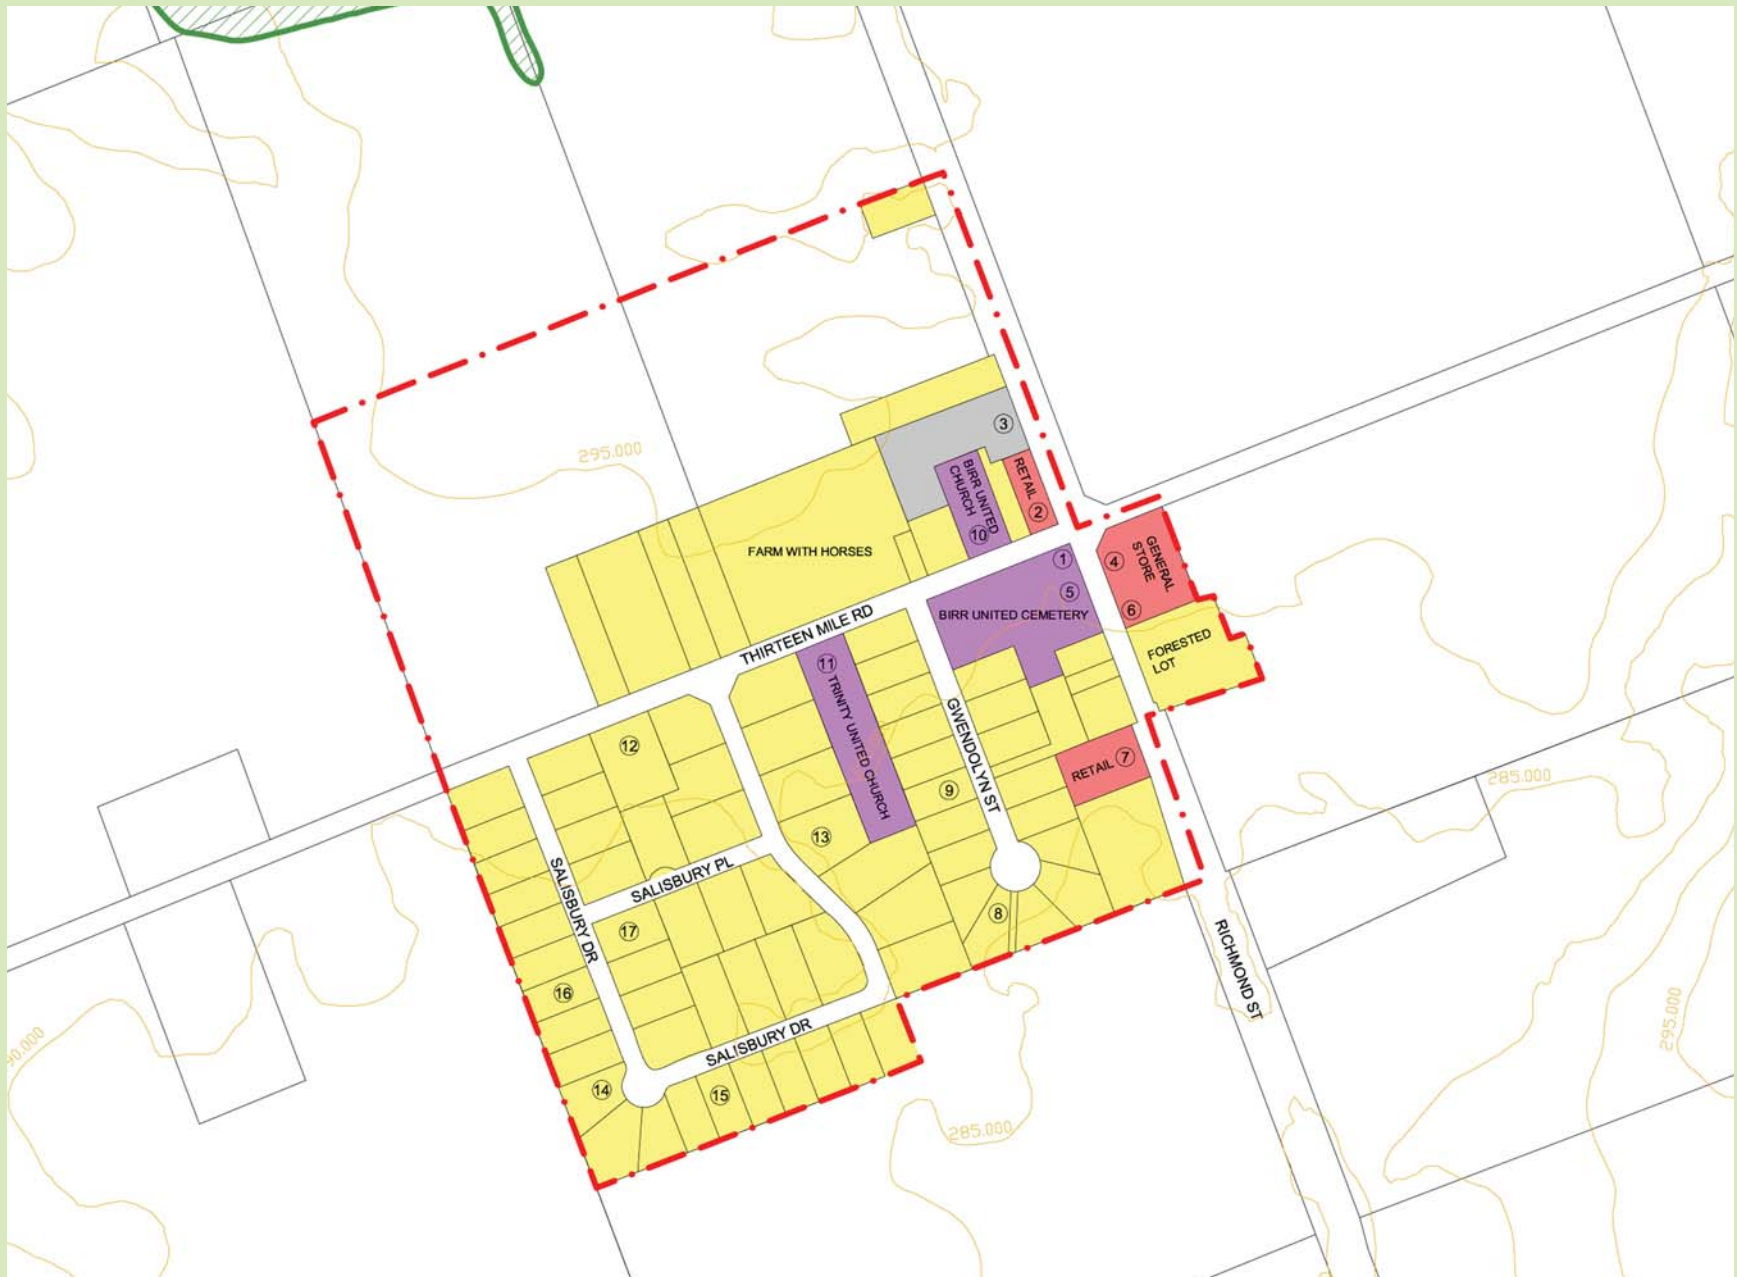 295.000
③
RETAIL
②
BIRR UNITED
CHURCH
⑩
FARM WITH HORSES
①
⑤
BIRR UNITED CEMETERY
④
GENERAL
STORE
⑥
FORESTED
LOT
THIRTEEN MILE RD
⑪
TRINITY UNITED CHURCH
GWENDOLYN ST
⑫
RETAIL
⑦
285.000
⑨
⑬
SALISBURY PL
SALISBURY DR
⑰
⑧
RICHMOND ST
⑯
295.000
SALISBURY DR
⑭
⑮
285.000
90.000